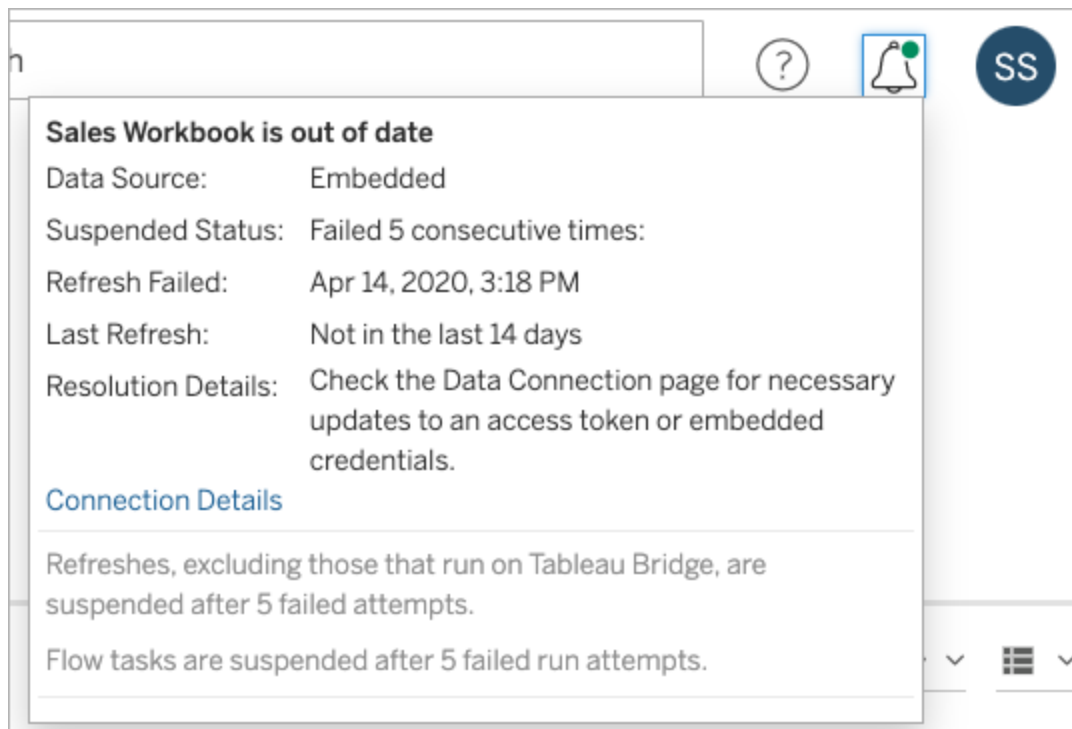 h
?
SS
Sales Workbook is out of date
Data Source: Embedded
Suspended Status: Failed 5 consecutive times:
Refresh Failed: Apr 14, 2020, 3:18 PM
Last Refresh: Not in the last 14 days
Resolution Details: Check the Data Connection page for necessary
updates to an access token or embedded
credentials.
Connection Details
Refreshes, excluding those that run on Tableau Bridge, are
suspended after 5 failed attempts.
Flow tasks are suspended after 5 failed run attempts.